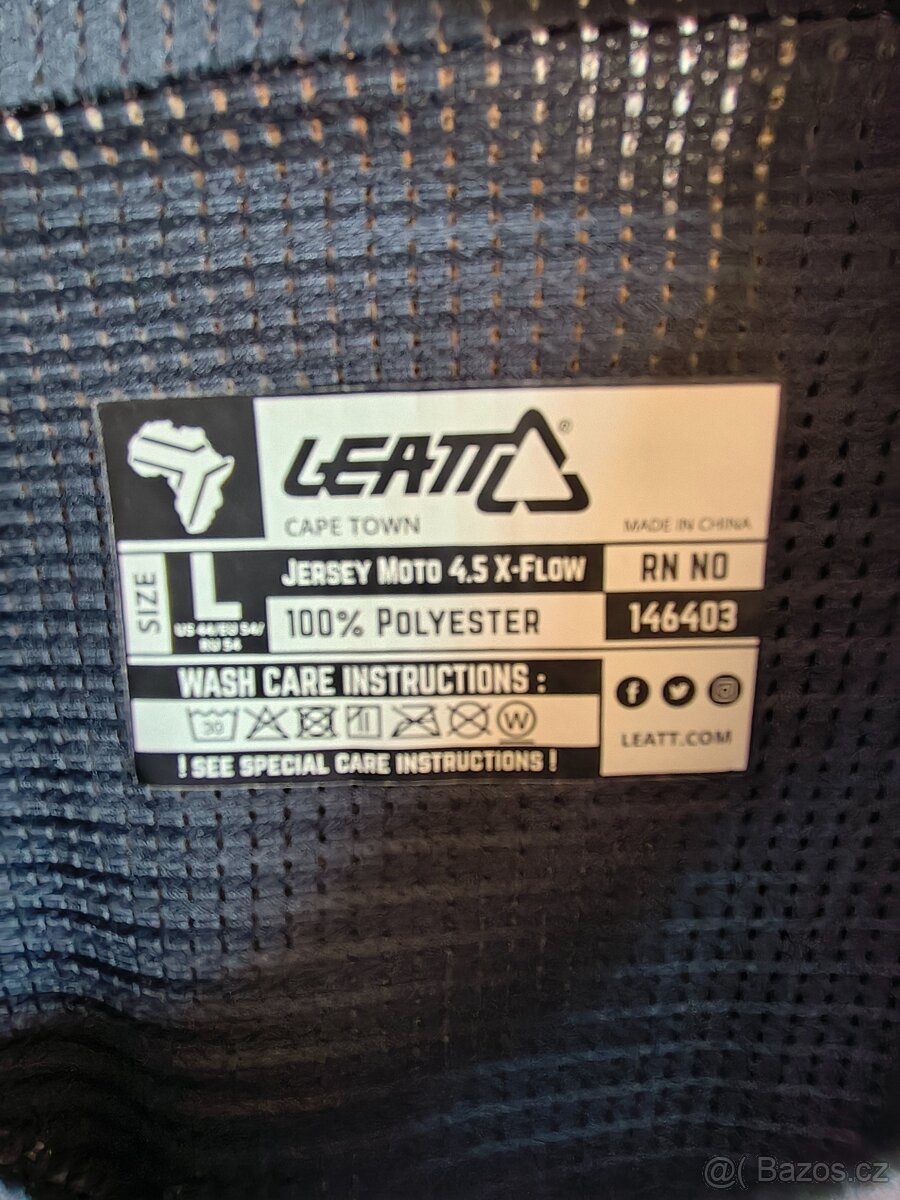 LEATT®
CAPE TOWN
MADE IN CHINA
SIZE
L
US 44/EU 54/
RU 54
JERSEY MOTO 4.5 X-FLOW
100% POLYESTER
RN NO
146403
WASH CARE INSTRUCTIONS :
30
W
! SEE SPECIAL CARE INSTRUCTIONS !
LEATT.COM
@( Bazos.cz